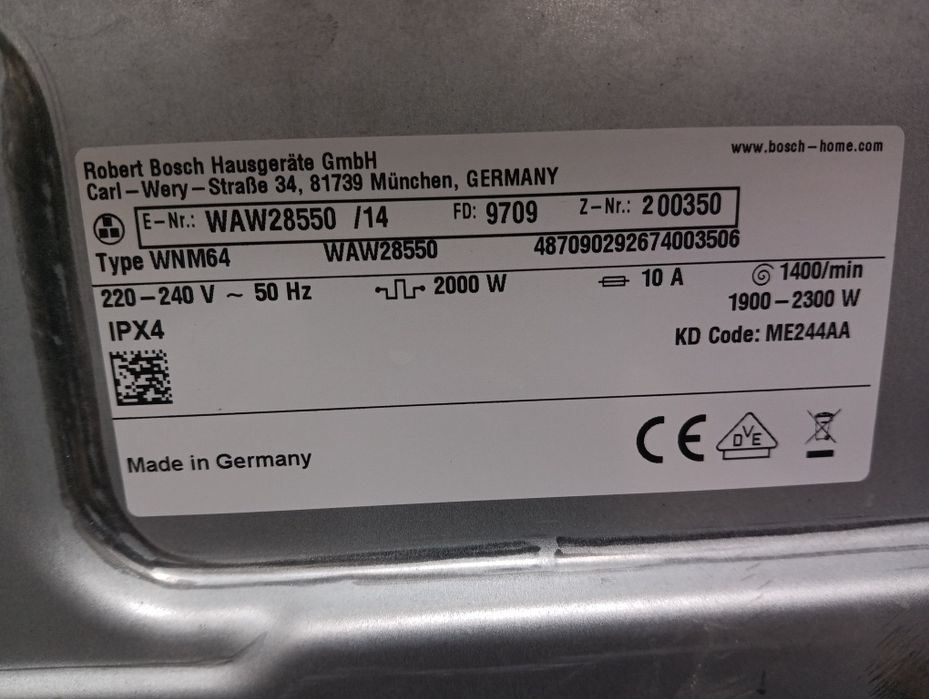 Robert Bosch Hausgeräte GmbH
www.bosch-home.com
Carl-Wery-Straße 34, 81739 München, GERMANY
E-Nr.: WAW28550 /14 FD: 9709 Z-Nr.: 200350
Type WNM64 WAW28550 487090292674003506
220-240 V ~ 50 Hz 2000 W 10 A 1400/min
1900-2300 W
IPX4
KD Code: ME244AA
CE DVE
Made in Germany